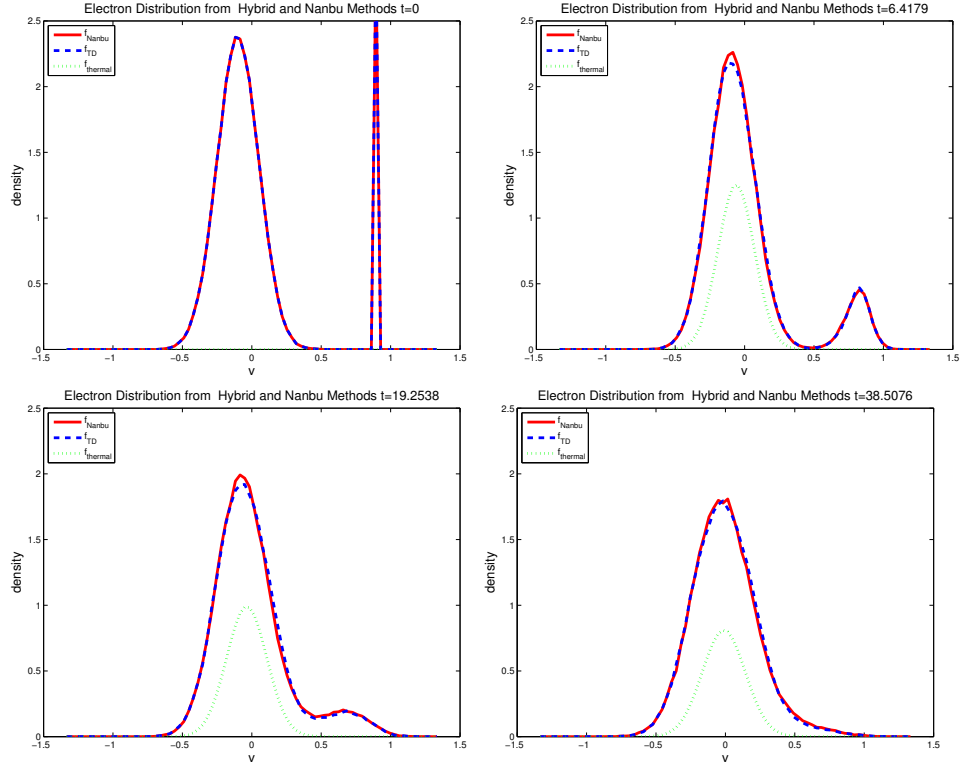 Electron Distribution from Hybrid and Nanbu Methods t=0
2.5
2
1.5
1
0.5
0
density
−1.5 −1 −0.5 0 0.5 1 1.5
v
f_Nanbu
f_TD
f_thermal
Electron Distribution from Hybrid and Nanbu Methods t=6.4179
2.5
2
1.5
1
0.5
0
density
−1.5 −1 −0.5 0 0.5 1 1.5
v
f_Nanbu
f_TD
f_thermal
Electron Distribution from Hybrid and Nanbu Methods t=19.2538
2.5
2
1.5
1
0.5
0
density
−1.5 −1 −0.5 0 0.5 1 1.5
v
f_Nanbu
f_TD
f_thermal
Electron Distribution from Hybrid and Nanbu Methods t=38.5076
2.5
2
1.5
1
0.5
0
density
−1.5 −1 −0.5 0 0.5 1 1.5
v
f_Nanbu
f_TD
f_thermal